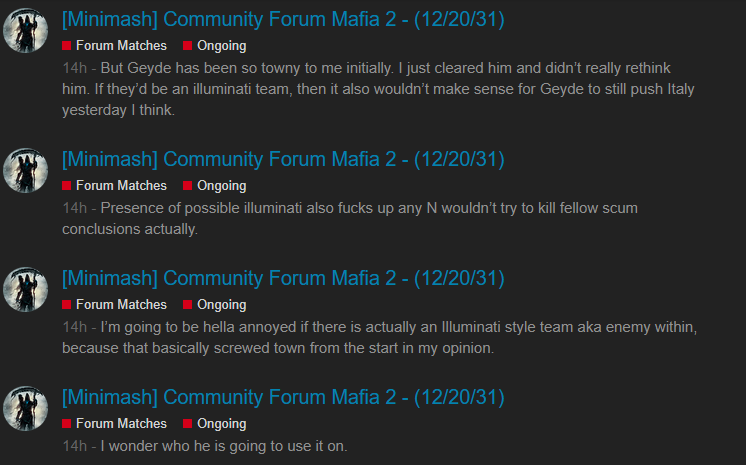 [Minimash] Community Forum Mafia 2 - (12/20/31)
Forum Matches Ongoing
14h - But Geyde has been so towny to me initially. I just cleared him and didn’t really rethink
him. If they’d be an illuminati team, then it also wouldn’t make sense for Geyde to still push Italy
yesterday I think.
[Minimash] Community Forum Mafia 2 - (12/20/31)
Forum Matches Ongoing
14h - Presence of possible illuminati also fucks up any N wouldn’t try to kill fellow scum
conclusions actually.
[Minimash] Community Forum Mafia 2 - (12/20/31)
Forum Matches Ongoing
14h - I’m going to be hella annoyed if there is actually an Illuminati style team aka enemy within,
because that basically screwed town from the start in my opinion.
[Minimash] Community Forum Mafia 2 - (12/20/31)
Forum Matches Ongoing
14h - I wonder who he is going to use it on.